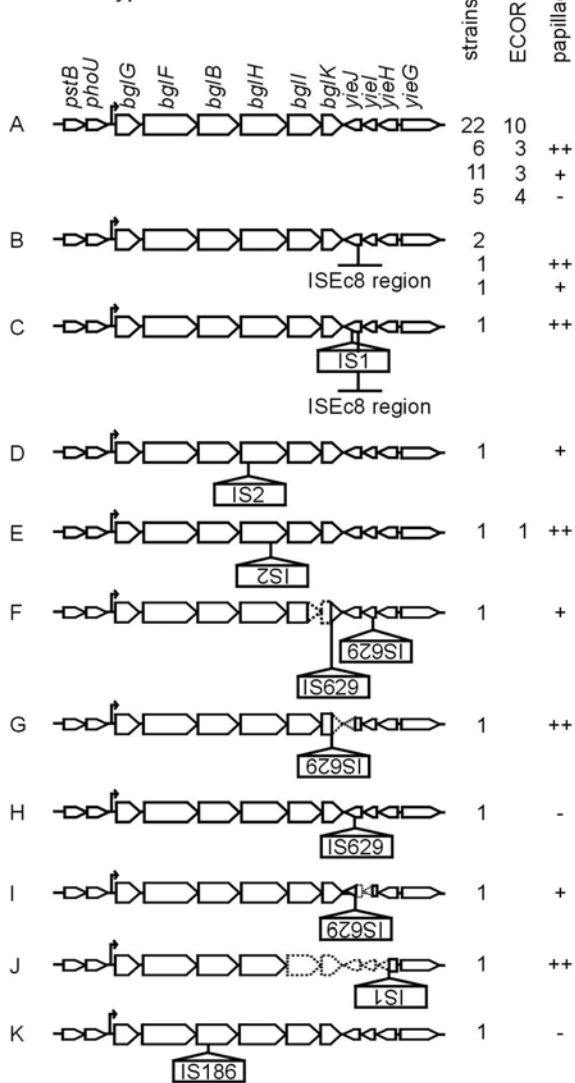 strains
ECOR
pstB phoU bglG bglF bglB bglH bglI bglK yieJ yieI yieH yieG
A 22 10
6 3 ++
11 3 +
5 4 -
B 2
1 ++
ISEc8 region 1 +
C 1 ++
IS1
ISEc8 region
D 1 +
IS2
E 1 1 ++
IS2
F 1 +
IS629
IS629
G 1 ++
IS629
H 1 -
IS629
I 1 +
IS629
J 1 ++
IS1
K 1 -
IS186